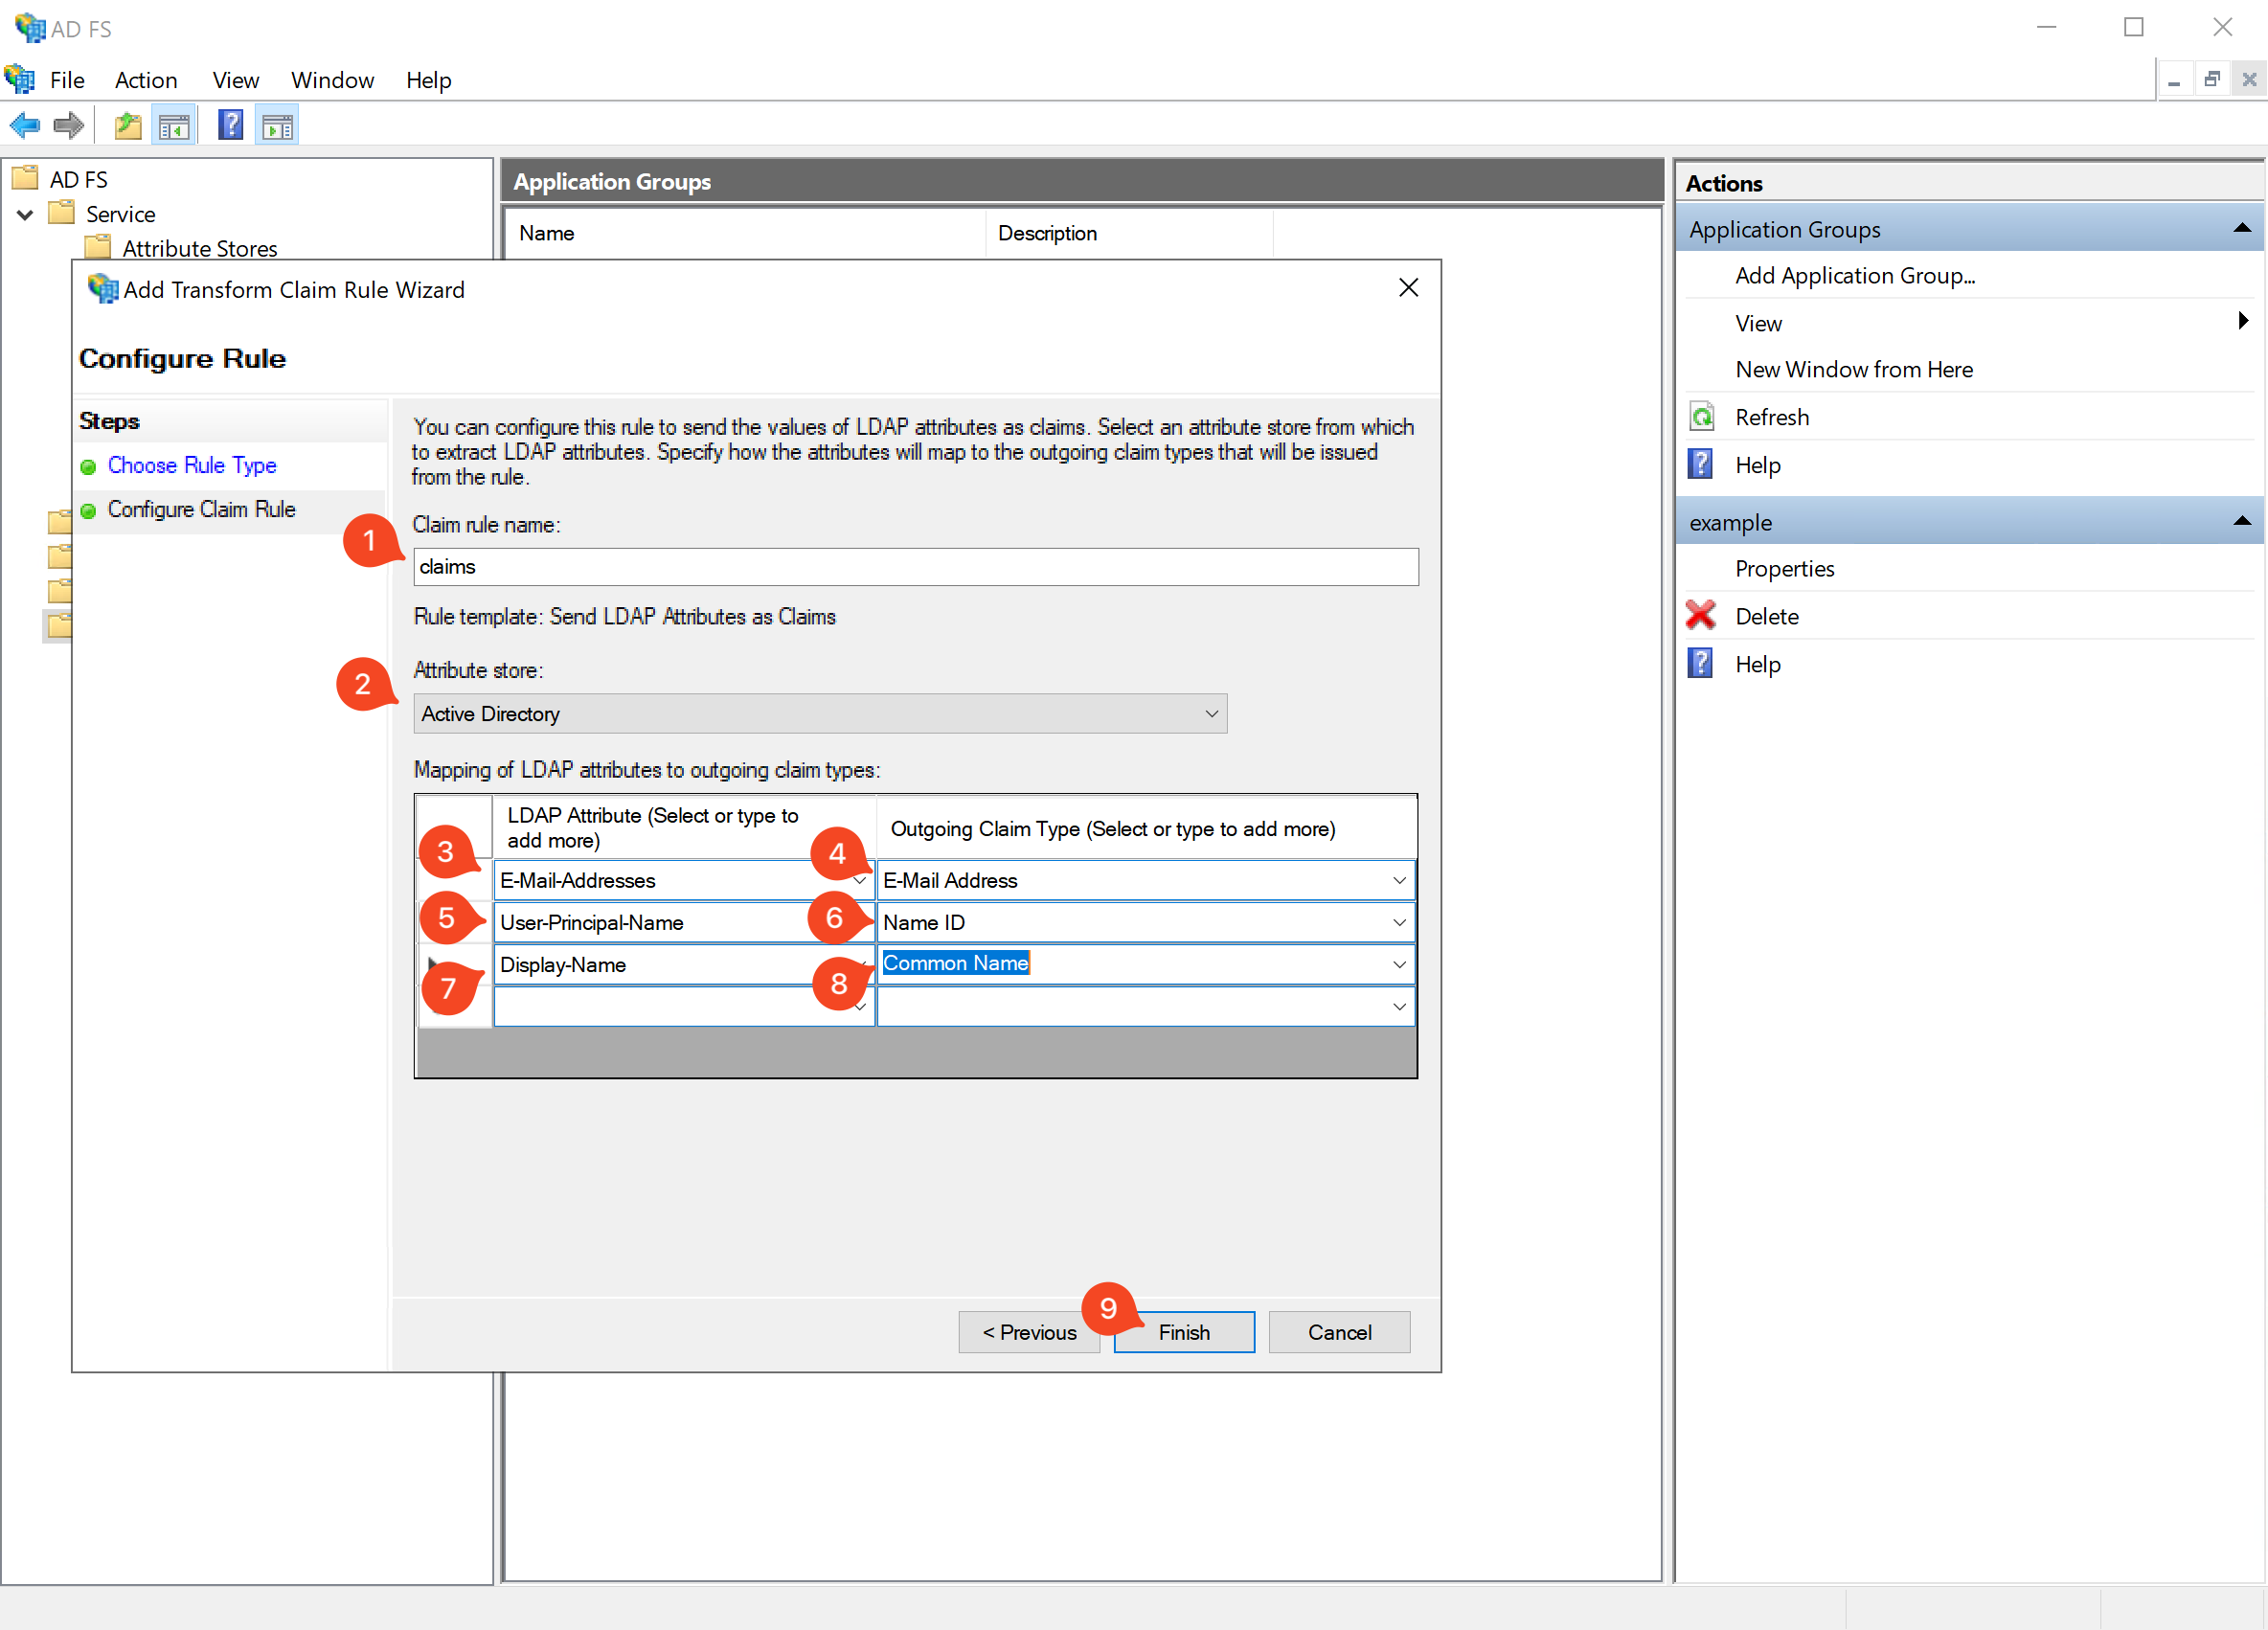 AD FS
File Action View Window Help
AD FS
Service
Attribute Stores
Application Groups
Name Description
Add Transform Claim Rule Wizard
Configure Rule
Steps
Choose Rule Type
Configure Claim Rule
You can configure this rule to send the values of LDAP attributes as claims. Select an attribute store from which
to extract LDAP attributes. Specify how the attributes will map to the outgoing claim types that will be issued
from the rule.
1
Claim rule name:
claims
Rule template: Send LDAP Attributes as Claims
2
Attribute store:
Active Directory
Mapping of LDAP attributes to outgoing claim types:
LDAP Attribute (Select or type to
add more)
Outgoing Claim Type (Select or type to add more)
3 E-Mail-Addresses 4 E-Mail Address
5 User-Principal-Name 6 Name ID
7 Display-Name 8 Common Name
9
< Previous Finish Cancel
Actions
Application Groups
Add Application Group...
View
New Window from Here
Refresh
? Help
example
Properties
Delete
? Help